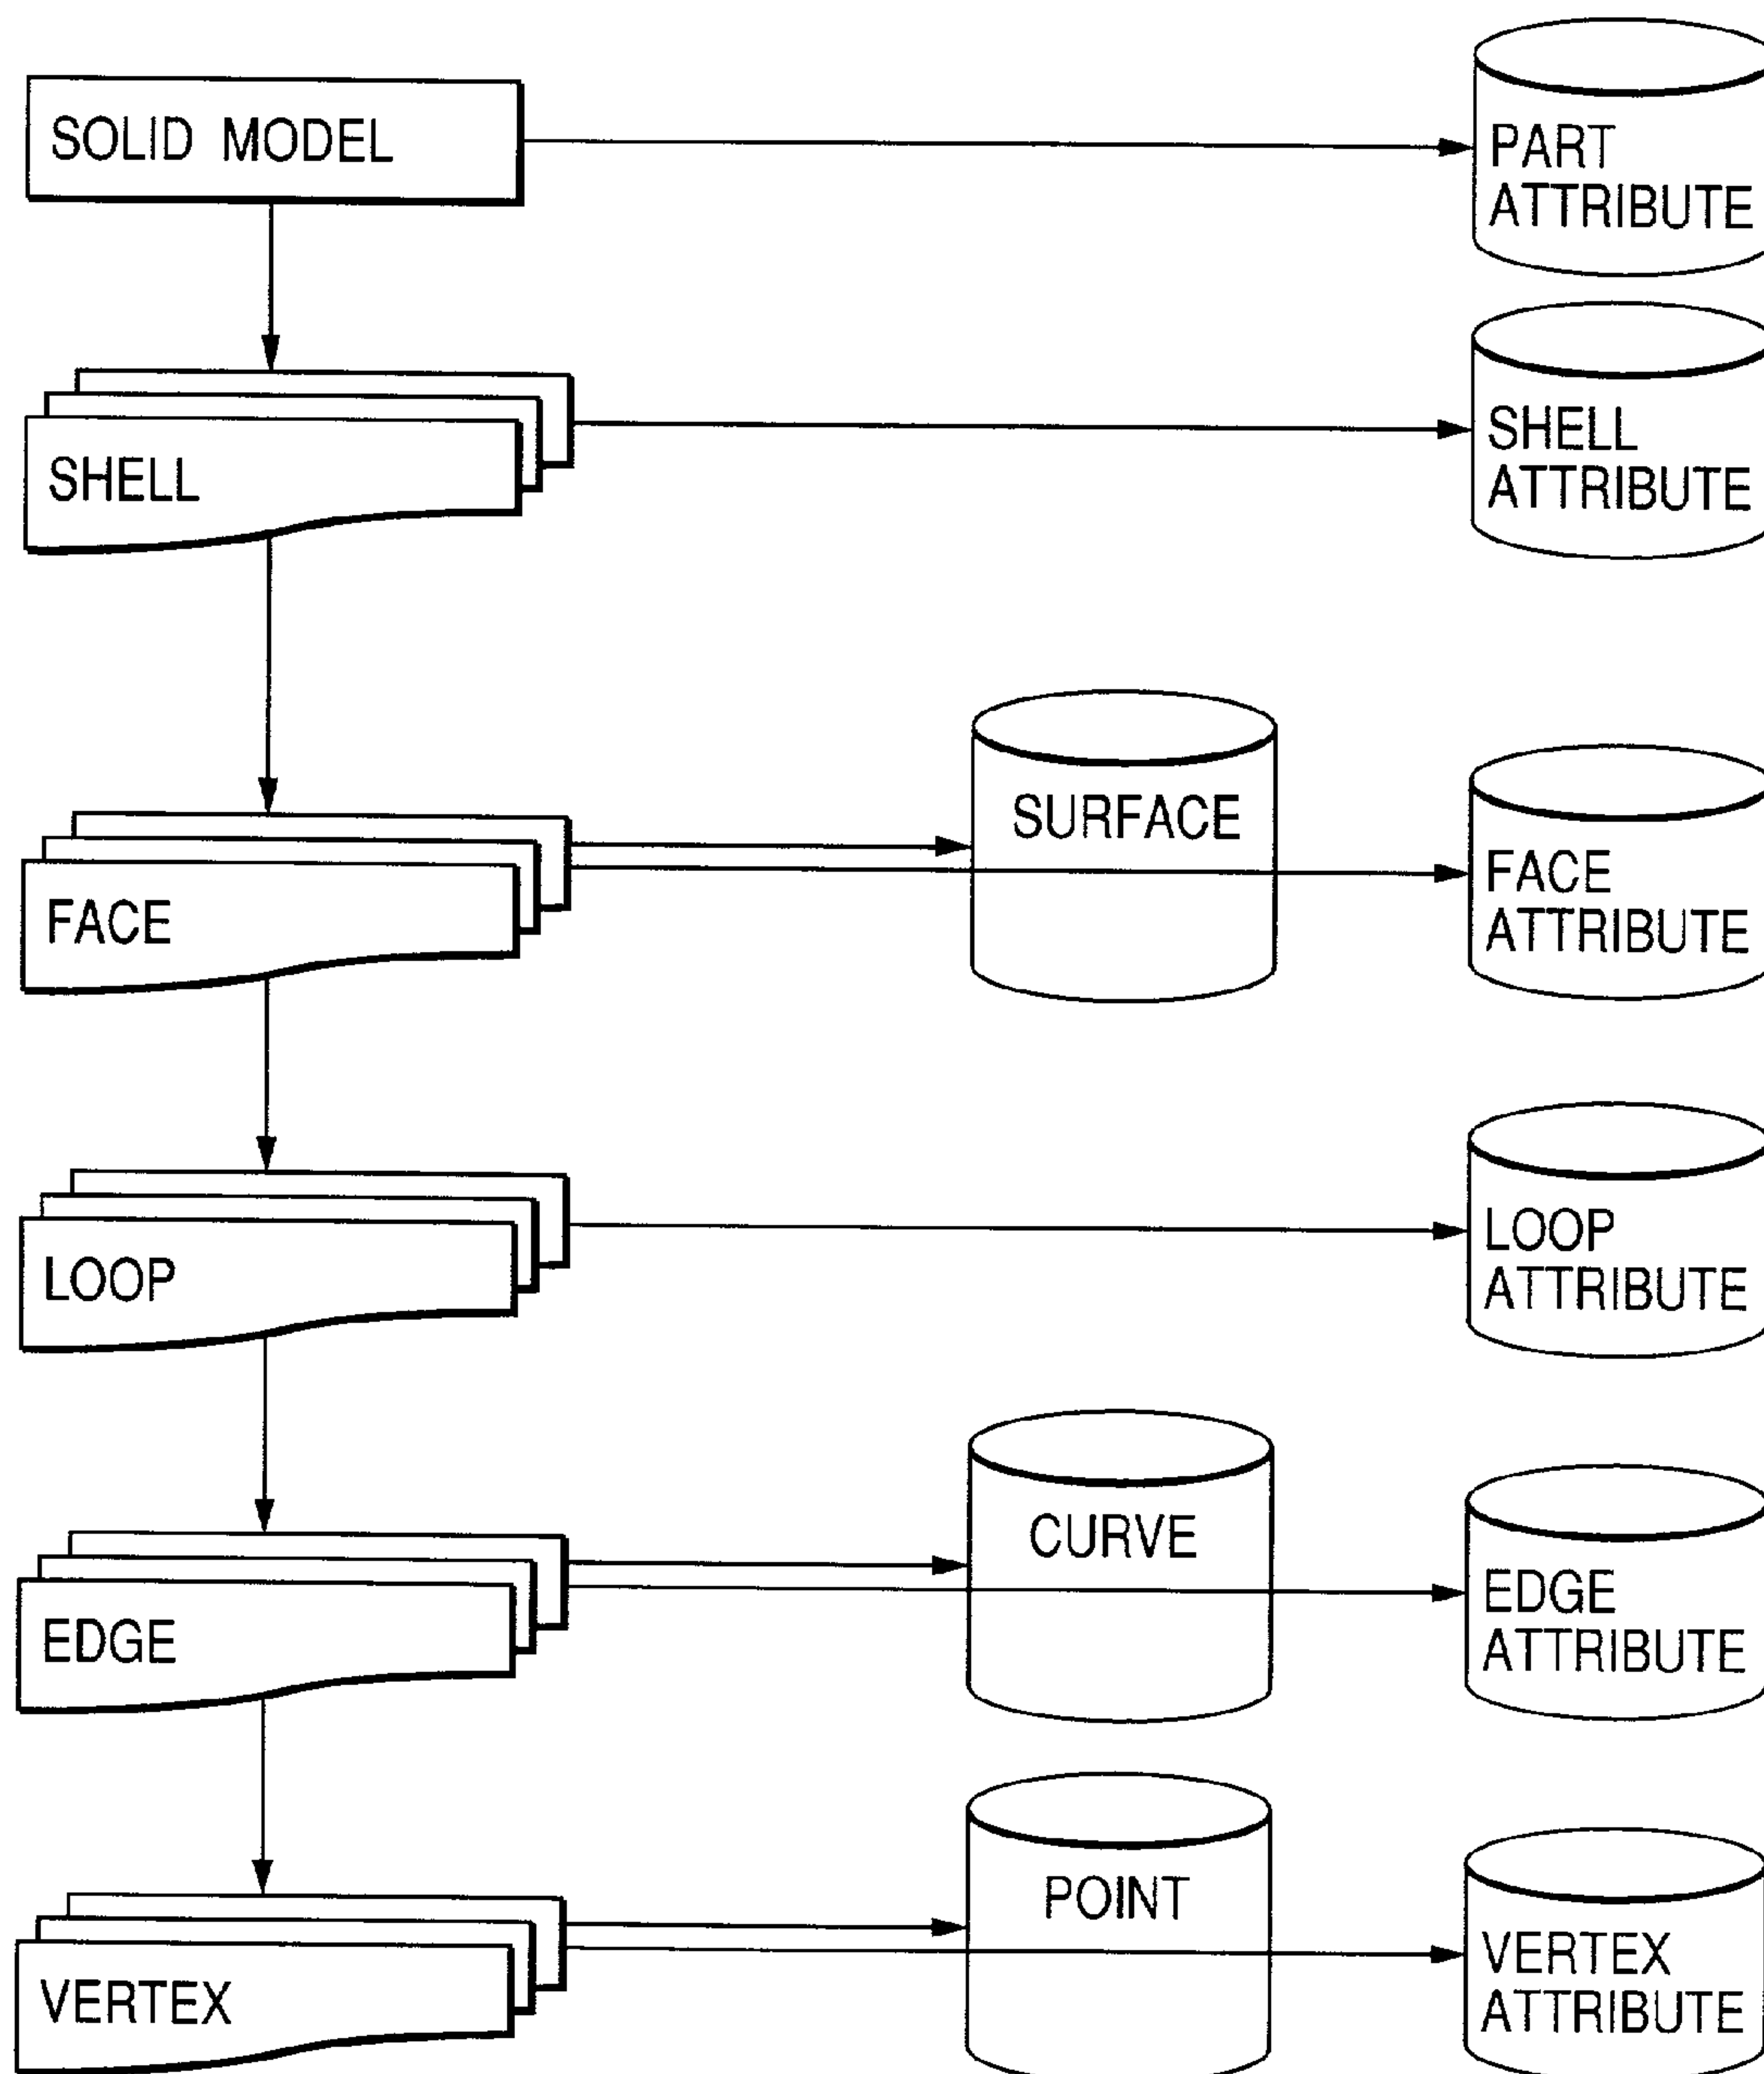 SOLID MODEL
PART
ATTRIBUTE
SHELL
SHELL
ATTRIBUTE
FACE
SURFACE
FACE
ATTRIBUTE
LOOP
LOOP
ATTRIBUTE
EDGE
CURVE
EDGE
ATTRIBUTE
VERTEX
POINT
VERTEX
ATTRIBUTE